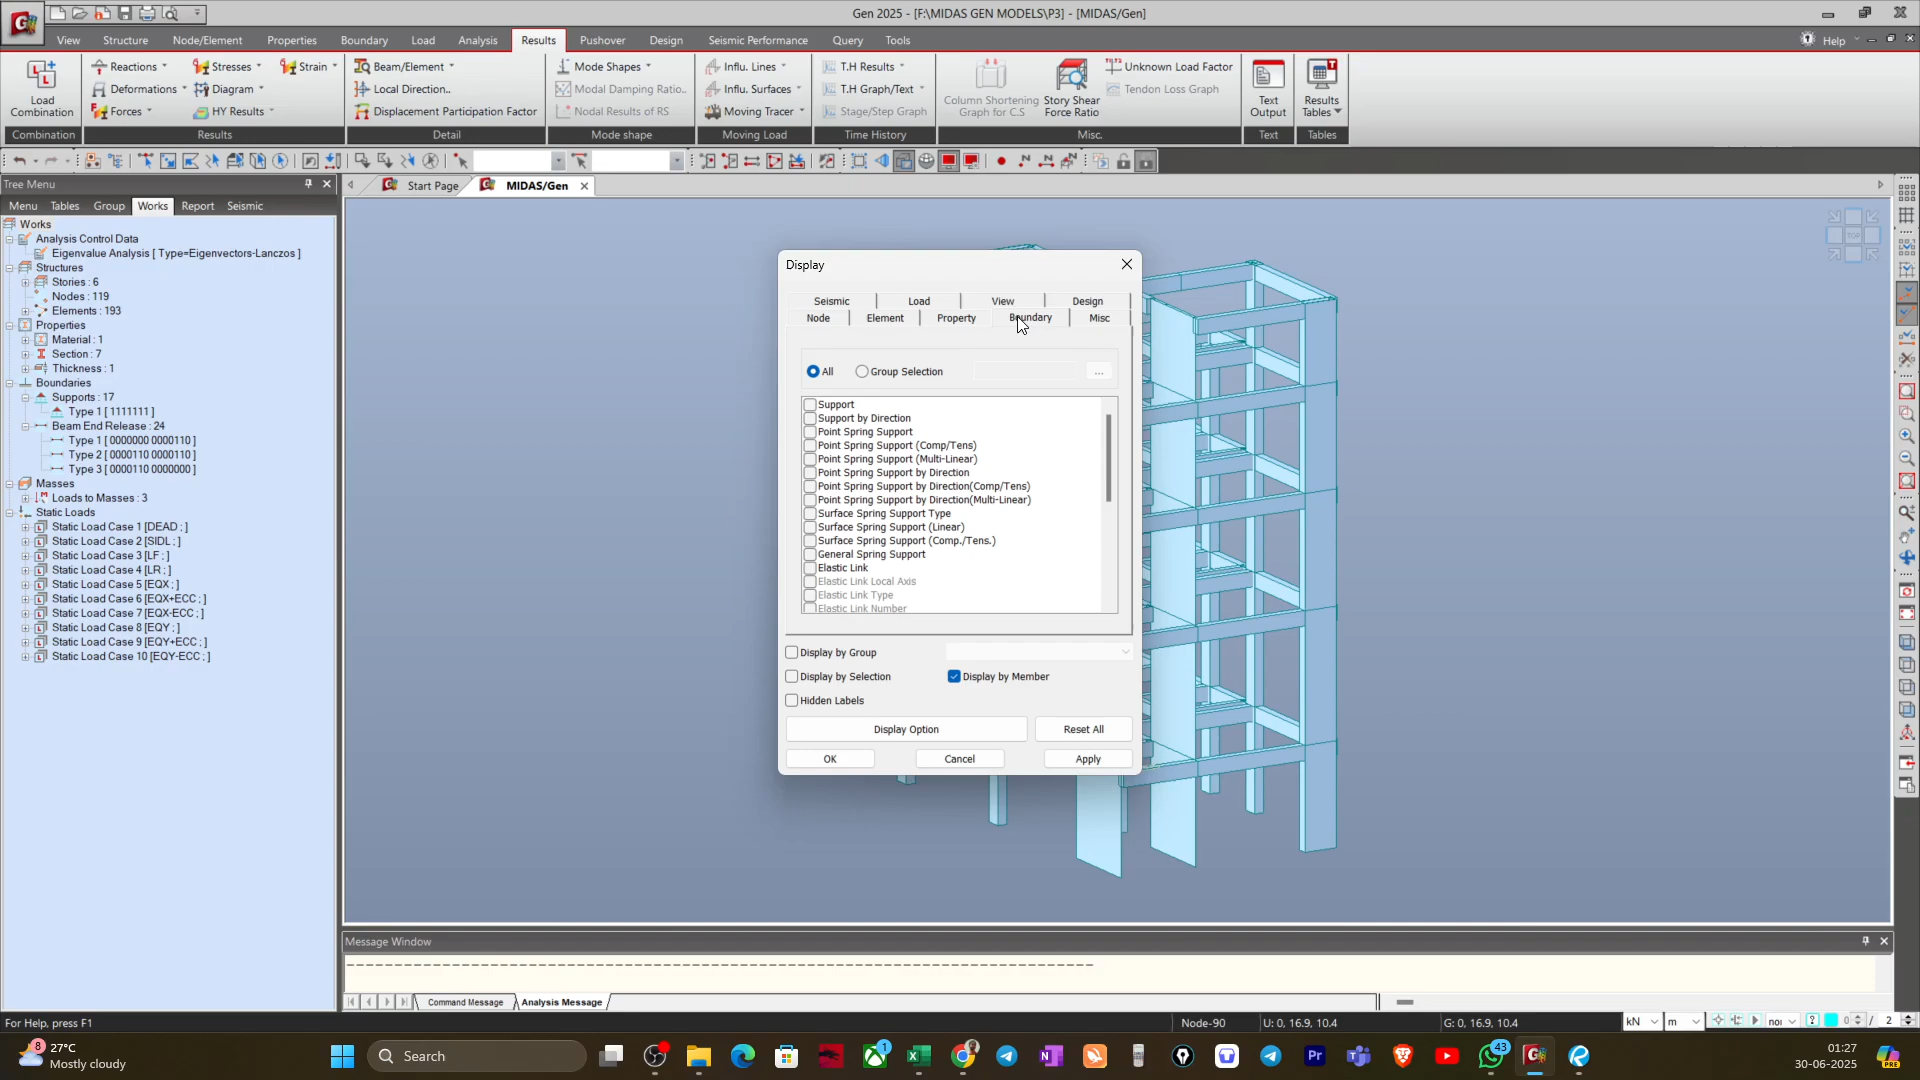 Gen 2025 - [F:\MIDAS GEN MODELS\P3] - [MIDAS/Gen]
View Structure Node/Element Properties Boundary Load Analysis Results Pushover Design Seismic Performance Query Tools Help
Load Combination
Reactions Stresses Strain
Deformations Diagram
Forces HY Results
Beam/Element
Local Direction..
Displacement Participation Factor
Mode Shapes
Modal Damping Ratio..
Nodal Results of RS
Influ. Lines
Influ. Surfaces
Moving Tracer
T.H Results
T.H Graph/Text
Stage/Step Graph
Column Shortening Graph for C.S
Story Shear Force Ratio
Unknown Load Factor
Tendon Loss Graph
Text Output
Results Tables
Combination Results Detail Mode shape Moving Load Time History Misc. Text Tables
Tree Menu
Start Page MIDAS/Gen
Menu Tables Group Works Report Seismic
Works
Analysis Control Data
Eigenvalue Analysis [ Type=Eigenvectors-Lanczos ]
Structures
Stories : 6
Nodes : 119
Elements : 193
Properties
Material : 1
Section : 7
Thickness : 1
Boundaries
Supports : 17
Type 1 [ 1111111 ]
Beam End Release : 24
Type 1 [ 0000000 0000110 ]
Type 2 [ 0000110 0000110 ]
Type 3 [ 0000110 0000000 ]
Masses
Loads to Masses : 3
Static Loads
Static Load Case 1 [DEAD ; ]
Static Load Case 2 [SIDL ; ]
Static Load Case 3 [LF ; ]
Static Load Case 4 [LR ; ]
Static Load Case 5 [EQX ; ]
Static Load Case 6 [EQX+ECC ; ]
Static Load Case 7 [EQX-ECC ; ]
Static Load Case 8 [EQY ; ]
Static Load Case 9 [EQY+ECC ; ]
Static Load Case 10 [EQY-ECC ; ]
TOP
Display
Seismic Load View Design
Node Element Property Boundary Misc
All Group Selection ...
Support
Support by Direction
Point Spring Support
Point Spring Support (Comp/Tens)
Point Spring Support (Multi-Linear)
Point Spring Support by Direction
Point Spring Support by Direction(Comp/Tens)
Point Spring Support by Direction(Multi-Linear)
Surface Spring Support Type
Surface Spring Support (Linear)
Surface Spring Support (Comp./Tens.)
General Spring Support
Elastic Link
Elastic Link Local Axis
Elastic Link Type
Elastic Link Number
Display by Group
Display by Selection Display by Member
Hidden Labels
Display Option Reset All
OK Cancel Apply
Message Window
Command Message Analysis Message
For Help, press F1 Node-90 U: 0, 16.9, 10.4 G: 0, 16.9, 10.4 kN m noi 0 / 2
8
27°C
Mostly cloudy
Search
1
43
01:27
30-06-2025